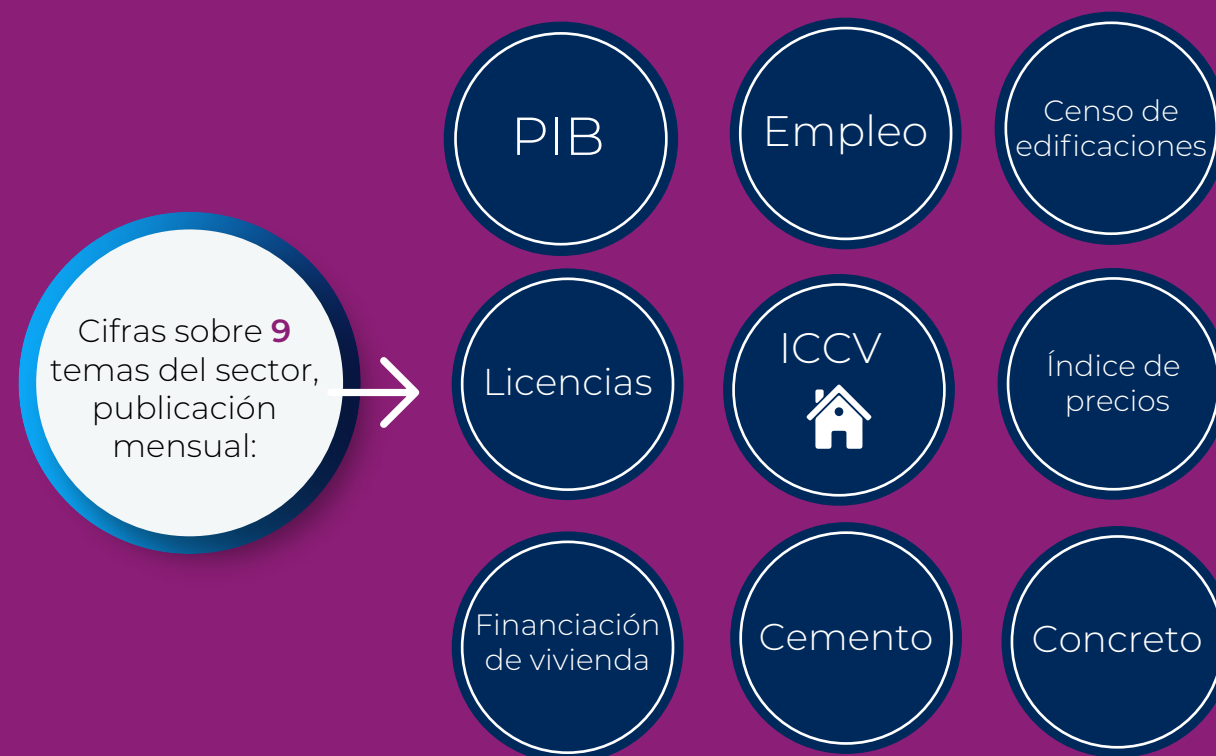 Cifras sobre 9
temas del sector,
publicación
mensual:
PIB
Empleo
Censo de
edificaciones
Licencias
ICCV
Índice de
precios
Financiación
de vivienda
Cemento
Concreto